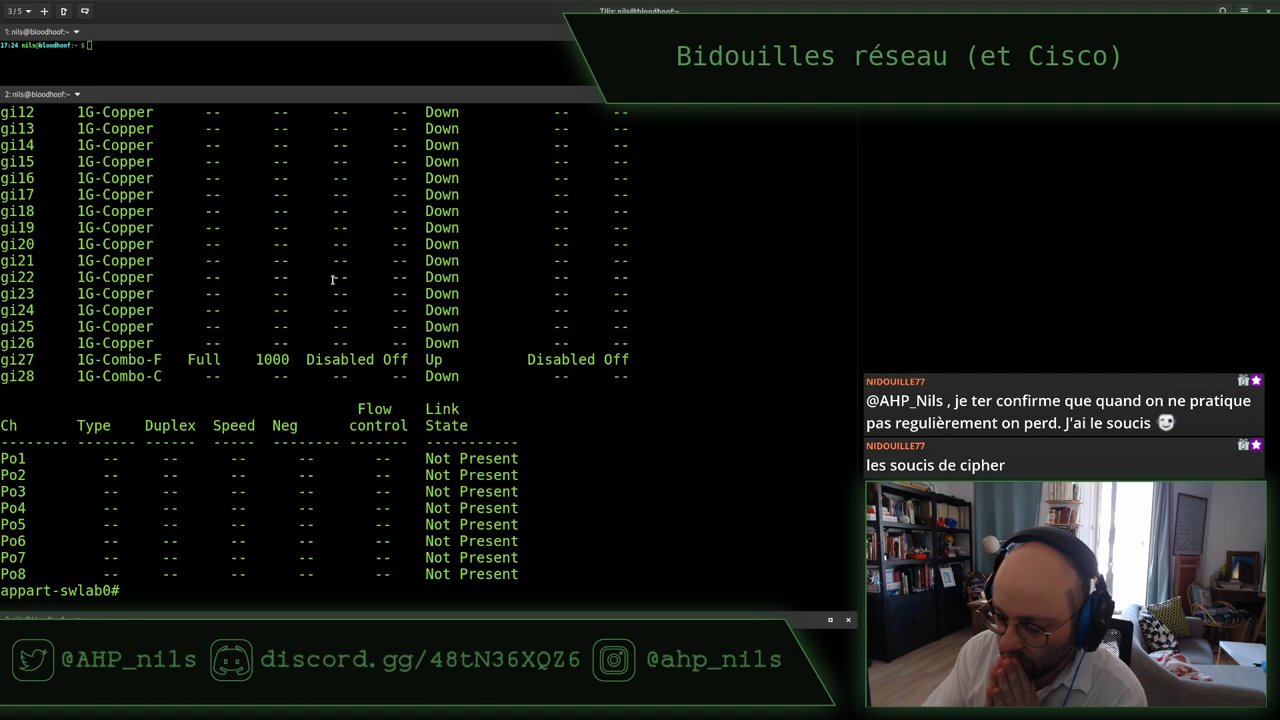 3 / 5
Tilix: nils@bloodhoof:~
1: nils@bloodhoof:~
17:24 nils@bloodhoof:~ $
2: nils@bloodhoof:~
Bidouilles réseau (et Cisco)
gi12 1G-Copper -- -- -- -- Down -- --
gi13 1G-Copper -- -- -- -- Down -- --
gi14 1G-Copper -- -- -- -- Down -- --
gi15 1G-Copper -- -- -- -- Down -- --
gi16 1G-Copper -- -- -- -- Down -- --
gi17 1G-Copper -- -- -- -- Down -- --
gi18 1G-Copper -- -- -- -- Down -- --
gi19 1G-Copper -- -- -- -- Down -- --
gi20 1G-Copper -- -- -- -- Down -- --
gi21 1G-Copper -- -- -- -- Down -- --
gi22 1G-Copper -- -- -- -- Down -- --
gi23 1G-Copper -- -- -- -- Down -- --
gi24 1G-Copper -- -- -- -- Down -- --
gi25 1G-Copper -- -- -- -- Down -- --
gi26 1G-Copper -- -- -- -- Down -- --
gi27 1G-Combo-F Full 1000 Disabled Off Up Disabled Off
gi28 1G-Combo-C -- -- -- -- Down -- --
Flow Link
Ch Type Duplex Speed Neg control State
-------- ------- ------ ----- -------- ------- -----------
Po1 -- -- -- -- -- Not Present
Po2 -- -- -- -- -- Not Present
Po3 -- -- -- -- -- Not Present
Po4 -- -- -- -- -- Not Present
Po5 -- -- -- -- -- Not Present
Po6 -- -- -- -- -- Not Present
Po7 -- -- -- -- -- Not Present
Po8 -- -- -- -- -- Not Present
appart-swlab0#
NIDOUILLE77
@AHP_Nils , je ter confirme que quand on ne pratique
pas regulièrement on perd. J'ai le soucis
NIDOUILLE77
les soucis de cipher
@AHP_nils
discord.gg/48tN36XQZ6
@ahp_nils